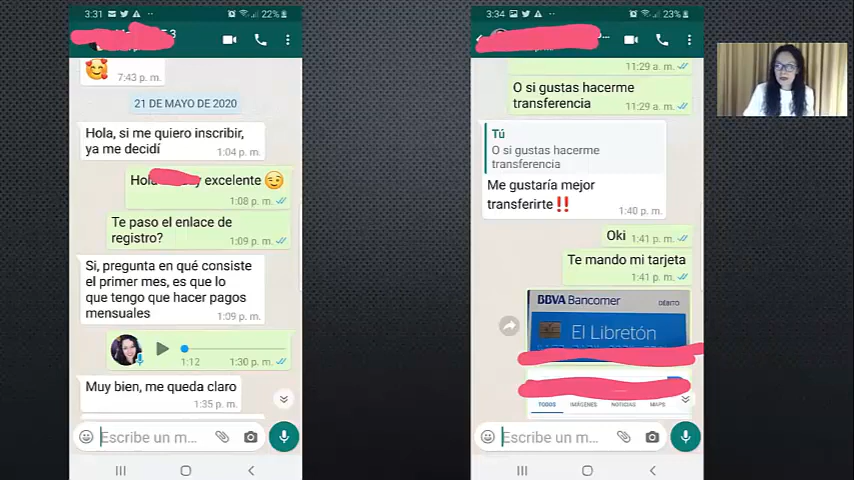 3:31
22%
7:43 p. m.
21 DE MAYO DE 2020
Hola, si me quiero inscribir,
ya me decidí
1:04 p. m.
excelente
1:08 p. m.
Te paso el enlace de
registro?
1:09 p. m.
Si, pregunta en qué consiste
el primer mes, es que lo
que tengo que hacer pagos
mensuales
1:09 p. m.
1:12
1:30 p. m.
Muy bien, me queda claro
1:35 p. m.
Escribe un m...
3:34
23%
11:29 a. m.
O si gustas hacerme
transferencia
11:29 a. m.
Tú
O si gustas hacerme
transferencia
Me gustaría mejor
transferirte‼️
1:40 p. m.
Oki
1:41 p. m.
Te mando mi tarjeta
1:41 p. m.
BBVA Bancomer
DÉBITO
El Libretón
TODOS IMÁGENES NOTICIAS MAPS
Escribe un m...